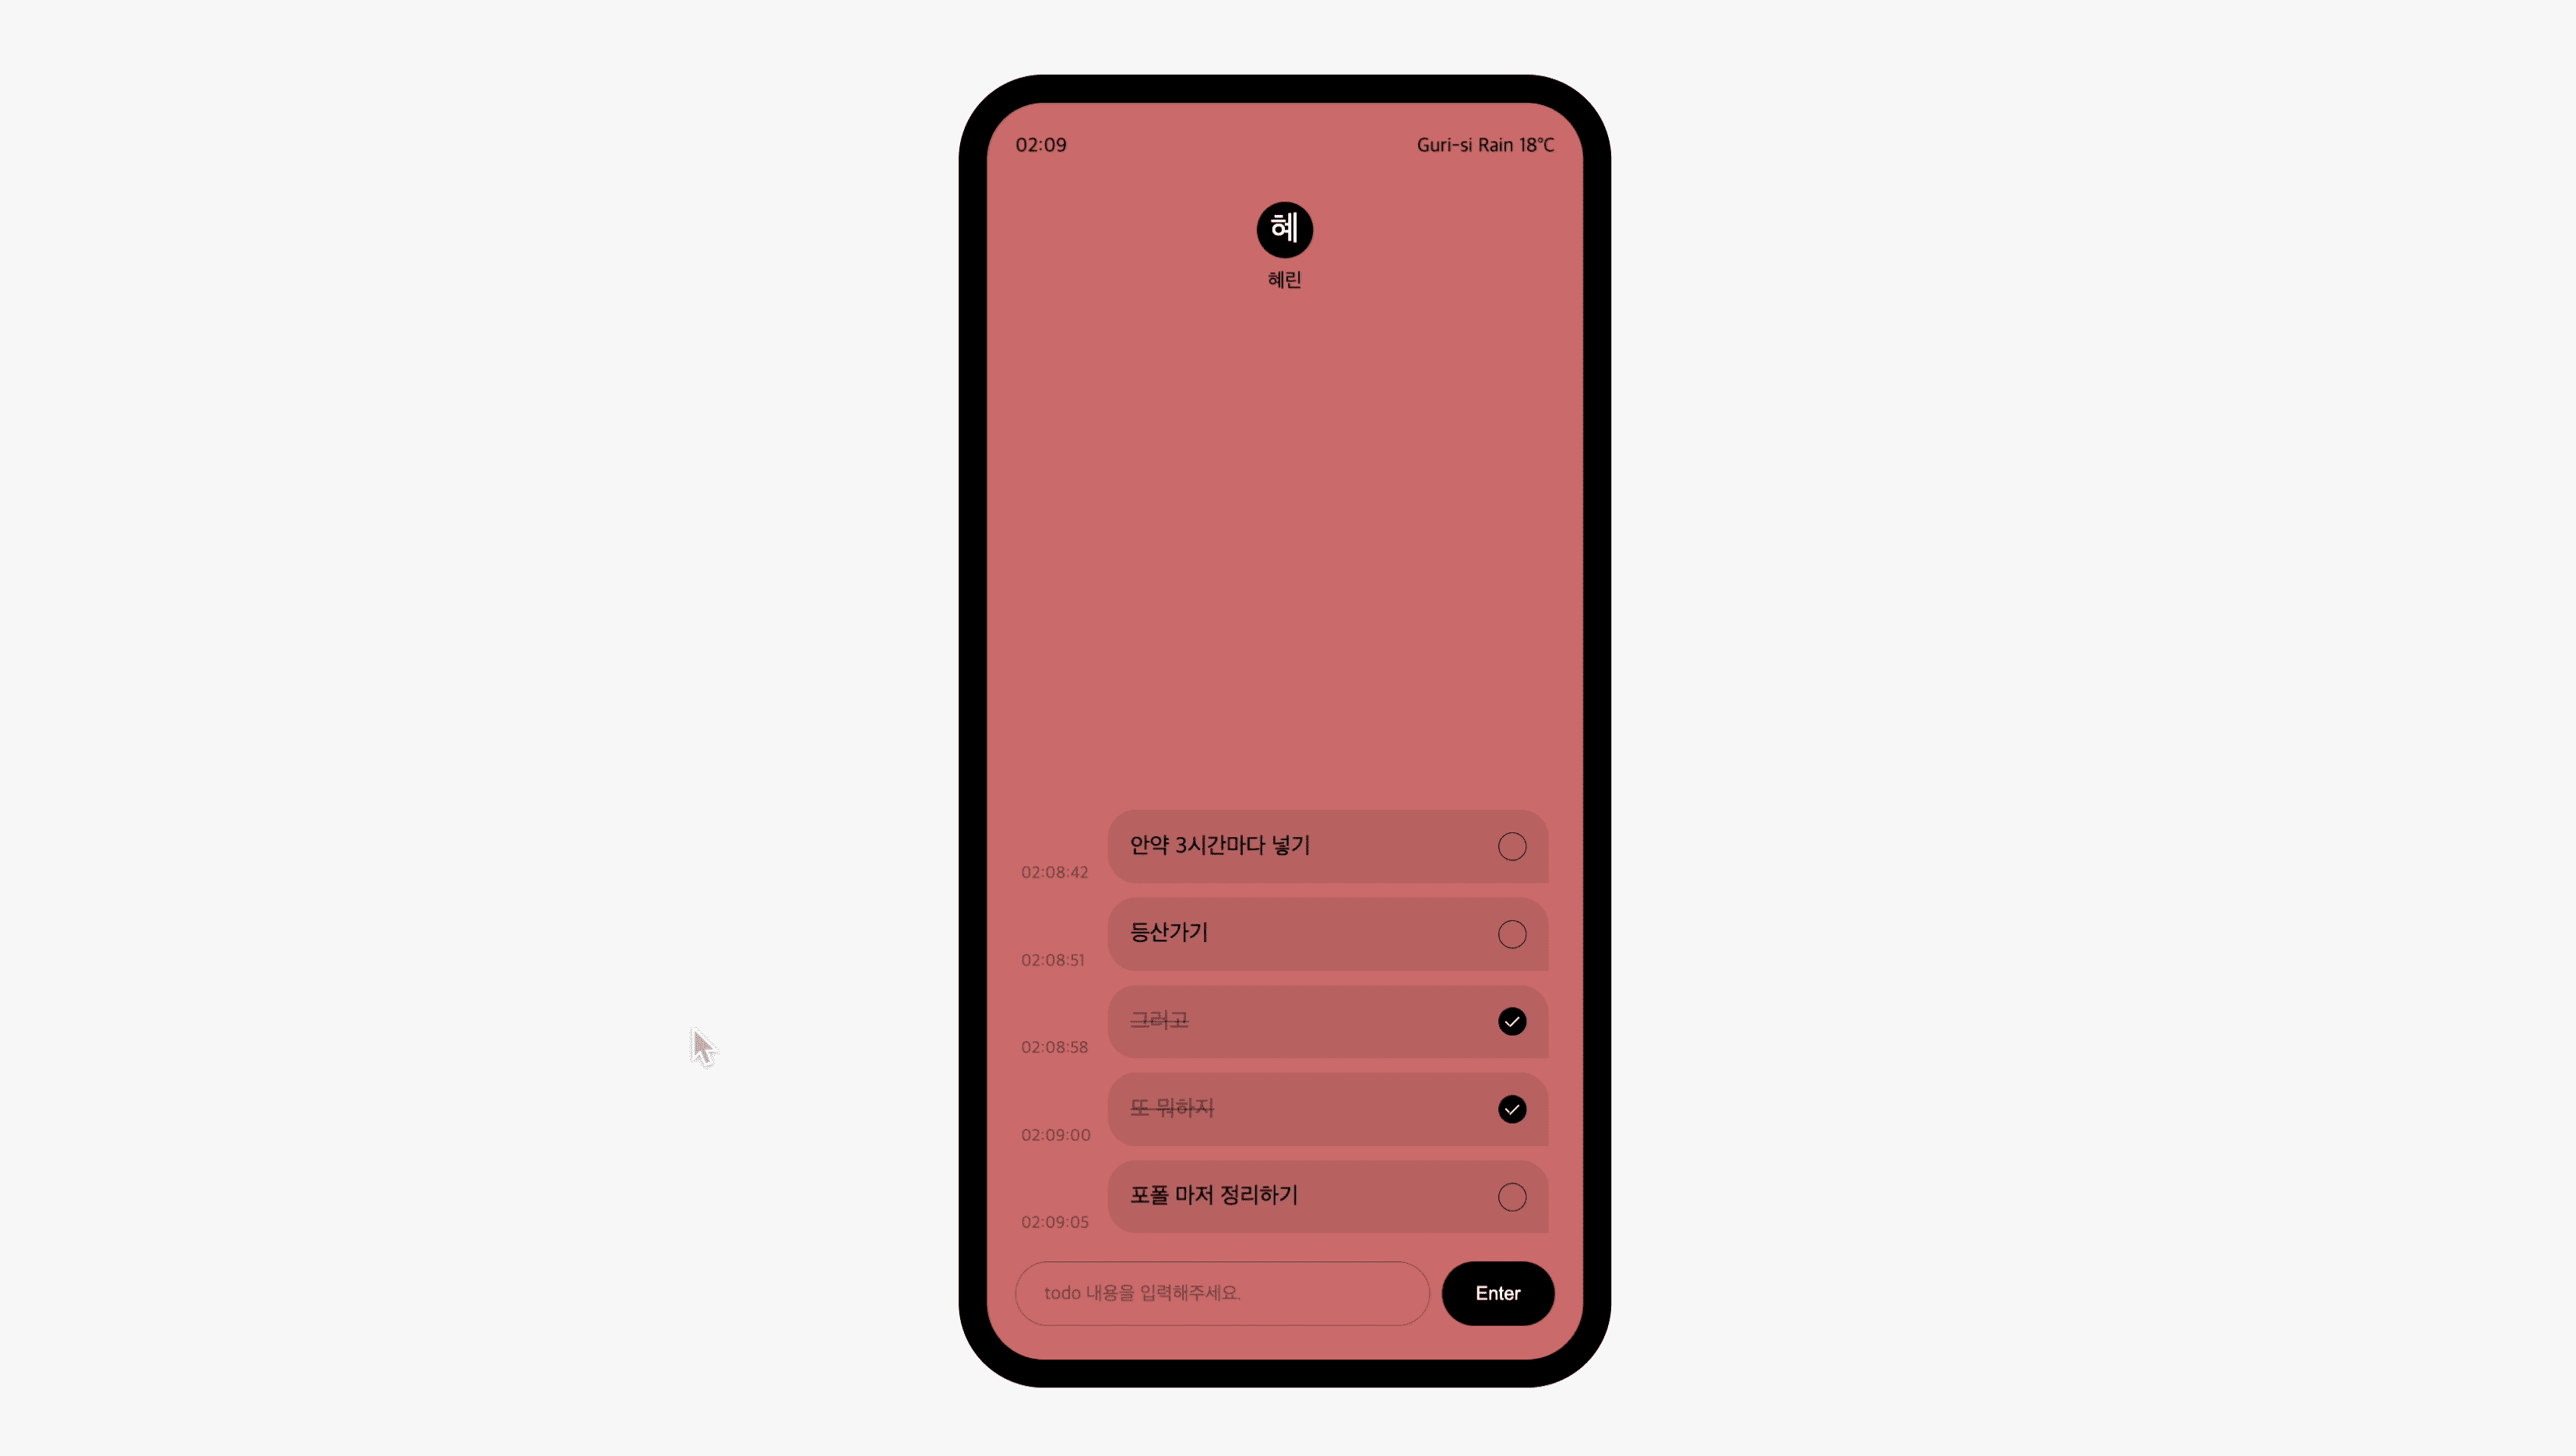 02:09
Guri-si Rain 18℃
혜
혜린
안약 3시간마다 넣기
02:08:42
등산가기
02:08:51
그러고
02:08:58
또 뭐하지
02:09:00
포폴 마저 정리하기
02:09:05
todo 내용을 입력해주세요.
Enter